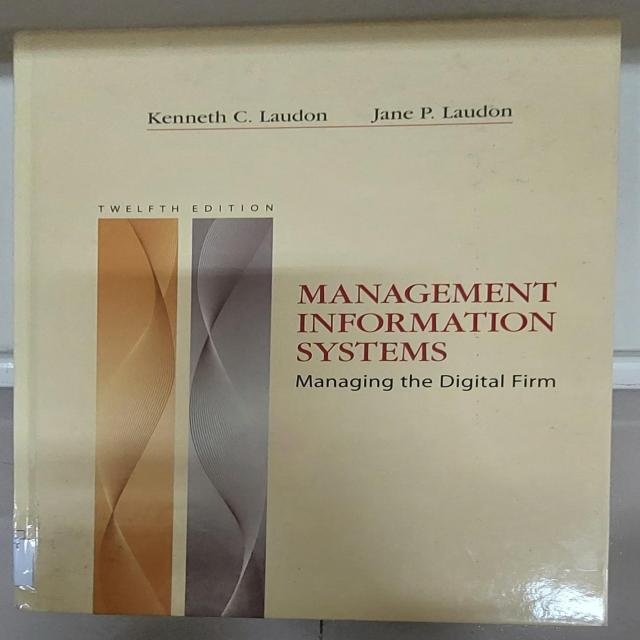 Kenneth C. Laudon Jane P. Laudon
TWELFTH EDITION
MANAGEMENT
INFORMATION
SYSTEMS
Managing the Digital Firm